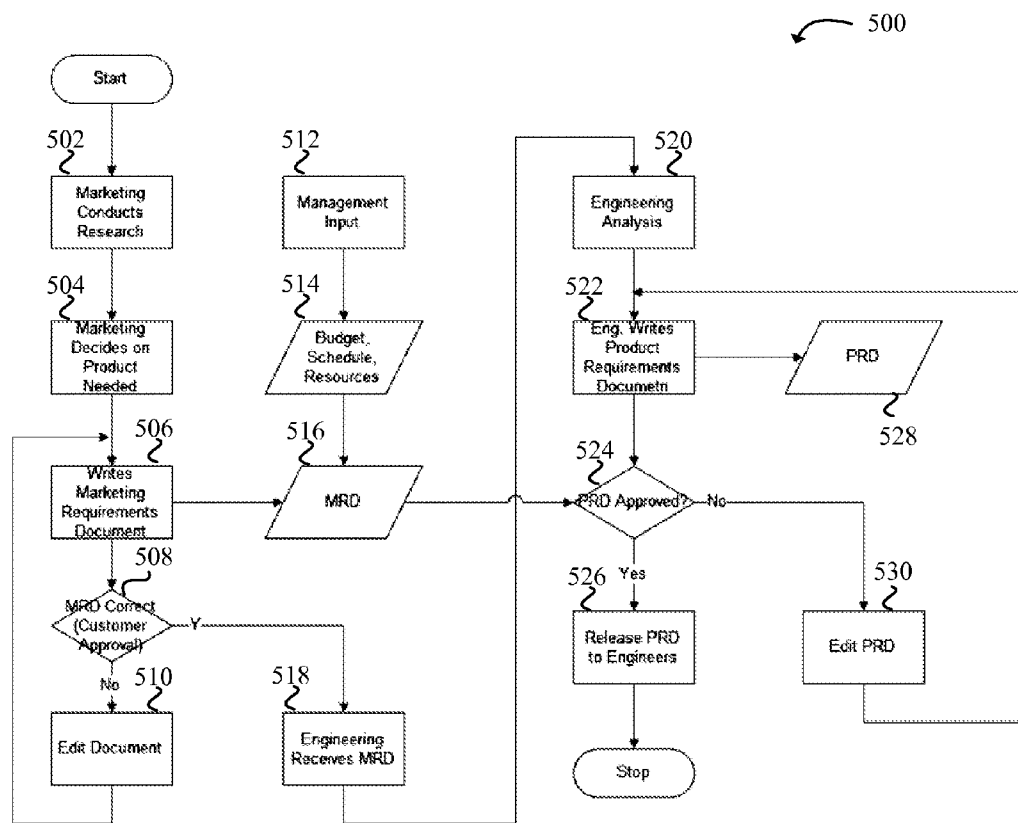 500
Start
502
Marketing
Conducts
Research
512
Management
Input
520
Engineering
Analysis
504
Marketing
Decides on
Product
Needed
514
Budget,
Schedule,
Resources
522
Eng. Writes
Product
Requirements
Documetn
PRD
528
506
Writes
Marketing
Requirements
Document
516
MRD
524
PRD Approved?
No
Yes
508
MRD Correct
(Customer
Approval)
Y
No
526
Release PRD
to Engineers
530
Edit PRD
510
Edit Document
518
Engineering
Receives MRD
Stop